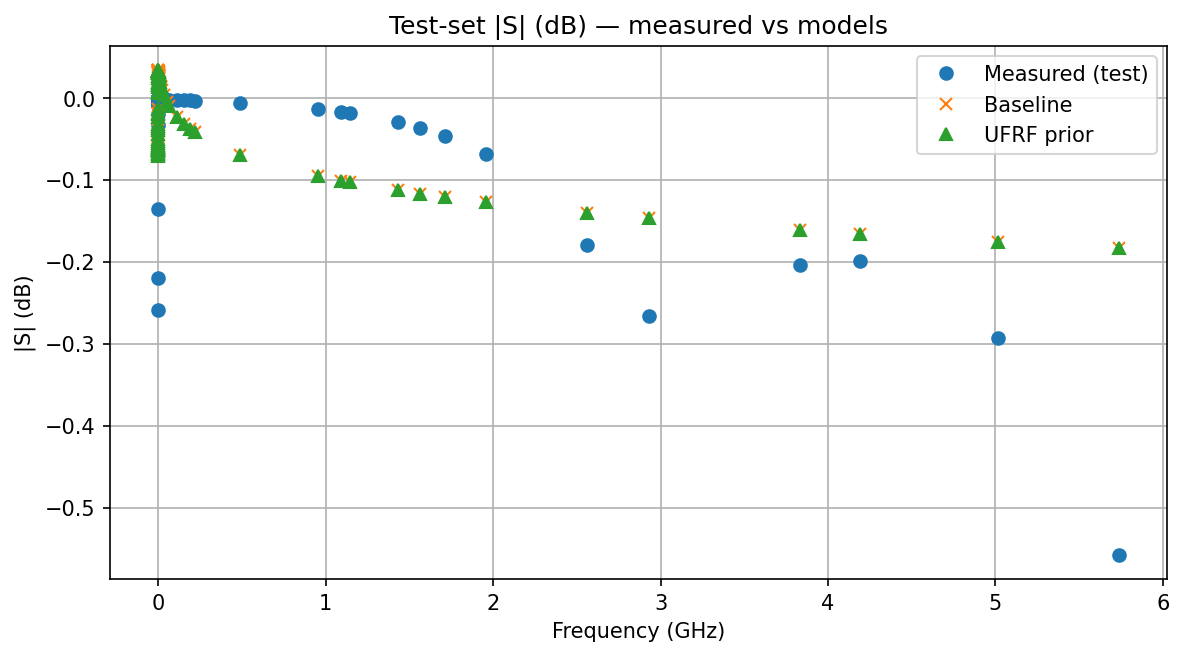 Test-set |S| (dB) — measured vs models
Measured (test)
Baseline
UFRF prior
0.0
−0.1
−0.2
−0.3
−0.4
−0.5
|S| (dB)
0 1 2 3 4 5 6
Frequency (GHz)